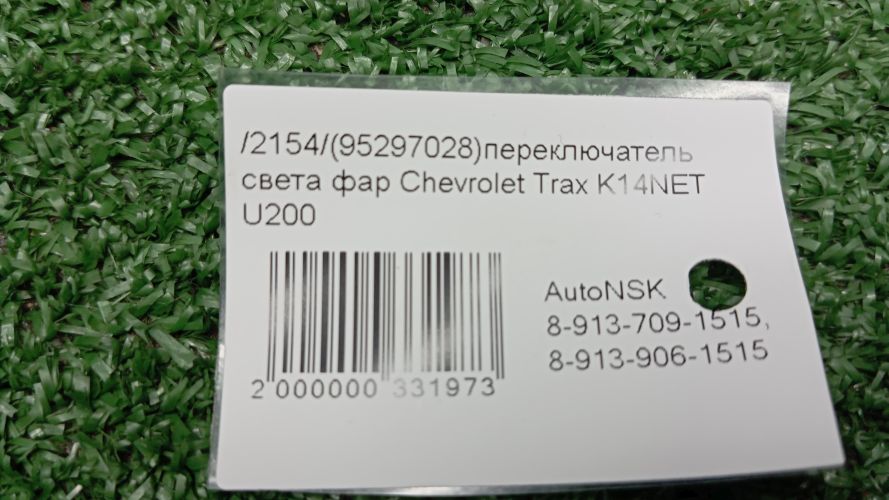 /2154/(95297028)переключатель
света фар Chevrolet Trax K14NET
U200
AutoNSK
8-913-709-1515,
8-913-906-1515
2 000000 331973